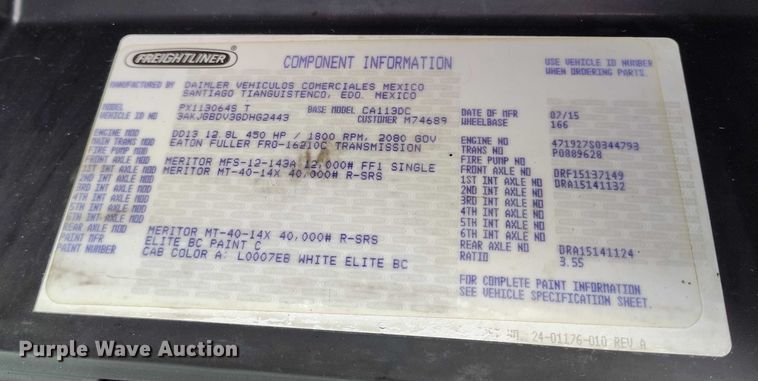 FREIGHTLINER®
COMPONENT INFORMATION
USE VEHICLE ID NUMBER
WHEN ORDERING PARTS.
MANUFACTURED BY DAIMLER VEHICULOS COMERCIALES MEXICO
SANTIAGO TIANGUISTENCO, EDO. MEXICO
MODEL PX113064S T BASE MODEL CA113DC DATE OF MFR 07/15
VEHICLE ID NO 3AKJGBDV3GDHG2443 CUSTOMER M74689 WHEELBASE 166
ENGINE MOD DD13 12.8L 450 HP / 1800 RPM, 2080 GOV ENGINE NO 471927S0344793
MAIN TRANS MOD EATON FULLER FRO-16210C TRANSMISSION TRANS NO P0889628
FIRE PUMP MOD FIRE PUMP NO
FRONT AXLE MOD MERITOR MFS-12-143A 12,000# FF1 SINGLE FRONT AXLE NO DRF15137149
1ST INT AXLE MOD MERITOR MT-40-14X 40,000# R-SRS 1ST INT AXLE NO DRA15141132
2ND INT AXLE MOD 2ND INT AXLE NO
3RD INT AXLE MOD 3RD INT AXLE NO
4TH INT AXLE MOD 4TH INT AXLE NO
5TH INT AXLE MOD 5TH INT AXLE NO
6TH INT AXLE MOD 6TH INT AXLE NO
REAR AXLE MOD MERITOR MT-40-14X 40,000# R-SRS REAR AXLE NO DRA15141124
PAINT MFR ELITE BC PAINT C RATIO 3.55
PAINT NUMBER CAB COLOR A: L0007EB WHITE ELITE BC
FOR COMPLETE PAINT INFORMATION
SEE VEHICLE SPECIFICATION SHEET.
NO. 24-01176-010 REV A
Purple Wave Auction